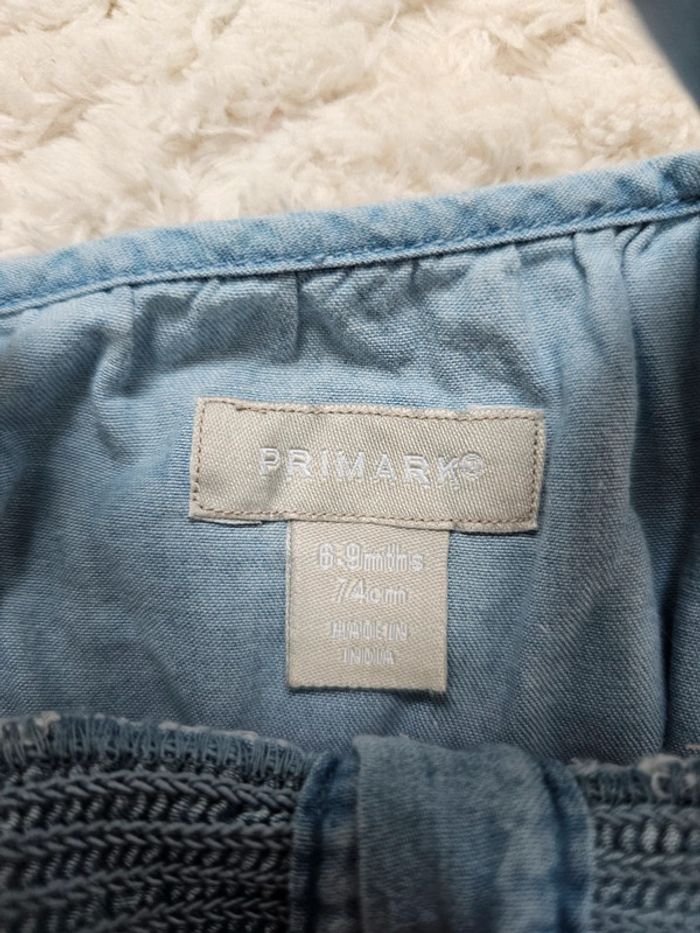 PRIMARK®
6-9mths
74cm
MADE IN
INDIA